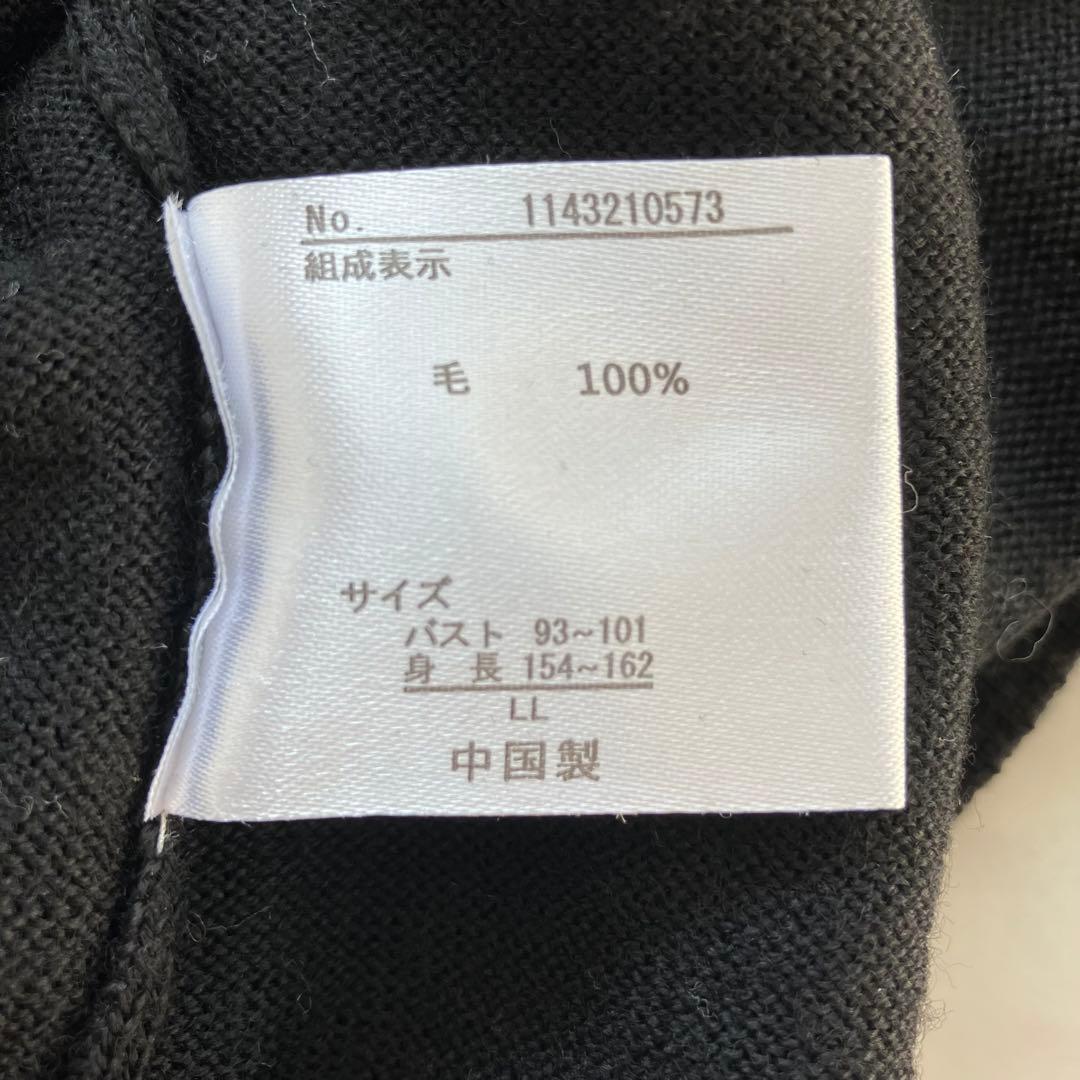 No. 1143210573
組成表示
毛 100%
サイズ
バスト 93~101
身 長 154~162
LL
中国製